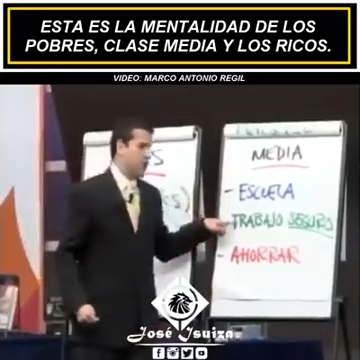 ESTA ES LA MENTALIDAD DE LOS
POBRES, CLASE MEDIA Y LOS RICOS.
VIDEO: MARCO ANTONIO REGIL
MEDIA
- ESCUELA
- TRABAJO SEGURO
- AHORRAR
José Isuiza